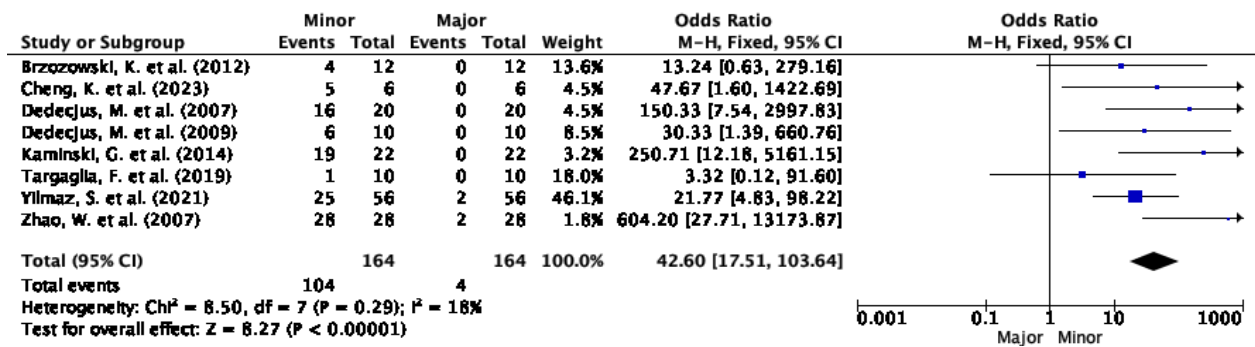 Minor Major Odds Ratio Odds Ratio
Study or Subgroup Events Total Events Total Weight M-H, Fixed, 95% CI M-H, Fixed, 95% CI
Brzozowski, K. et al. (2012) 4 12 0 12 13.6% 13.24 [0.63, 279.16]
Cheng, K. et al. (2023) 5 6 0 6 4.5% 47.67 [1.60, 1422.69]
Dedecjus, M. et al. (2007) 16 20 0 20 4.5% 150.33 [7.54, 2997.83]
Dedecjus, M. et al. (2009) 6 10 0 10 8.5% 30.33 [1.39, 660.76]
Kaminski, G. et al. (2014) 19 22 0 22 3.2% 250.71 [12.18, 5161.15]
Targaglia, F. et al. (2019) 1 10 0 10 18.0% 3.32 [0.12, 91.60]
Yilmaz, S. et al. (2021) 25 56 2 56 46.1% 21.77 [4.83, 98.22]
Zhao, W. et al. (2007) 28 28 2 28 1.8% 604.20 [27.71, 13173.87]
Total (95% CI) 164 164 100.0% 42.60 [17.51, 103.64]
Total events 104 4
Heterogeneity: Chi² = 8.50, df = 7 (P = 0.29); I² = 18%
Test for overall effect: Z = 8.27 (P < 0.00001)
0.001 0.1 1 10 1000
Major Minor